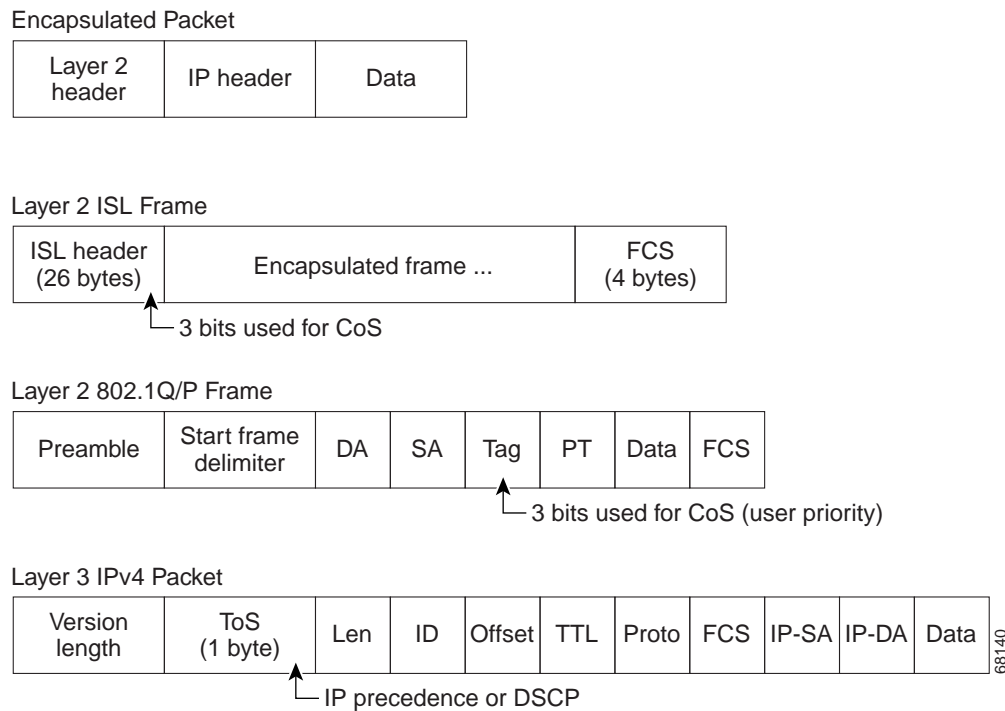 Encapsulated Packet
Layer 2
header
IP header
Data
Layer 2 ISL Frame
ISL header
(26 bytes)
Encapsulated frame ...
FCS
(4 bytes)
3 bits used for CoS
Layer 2 802.1Q/P Frame
Preamble
Start frame
delimiter
DA
SA
Tag
PT
Data
FCS
3 bits used for CoS (user priority)
Layer 3 IPv4 Packet
Version
length
ToS
(1 byte)
Len
ID
Offset
TTL
Proto
FCS
IP-SA
IP-DA
Data
IP precedence or DSCP
68140